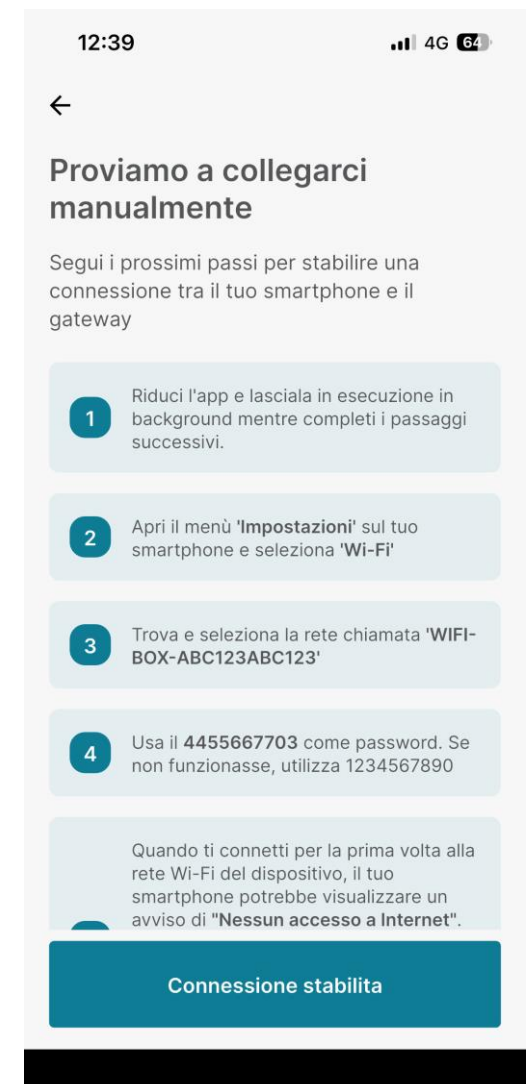 12:39
4G 64
Proviamo a collegarci
manualmente
Segui i prossimi passi per stabilire una
connessione tra il tuo smartphone e il
gateway
1
Riduci l'app e lasciala in esecuzione in
background mentre completi i passaggi
successivi.
2
Apri il menù 'Impostazioni' sul tuo
smartphone e seleziona 'Wi-Fi'
3
Trova e seleziona la rete chiamata 'WIFI-
BOX-ABC123ABC123'
4
Usa il 4455667703 come password. Se
non funzionasse, utilizza 1234567890
Quando ti connetti per la prima volta alla
rete Wi-Fi del dispositivo, il tuo
smartphone potrebbe visualizzare un
avviso di "Nessun accesso a Internet".
Connessione stabilita